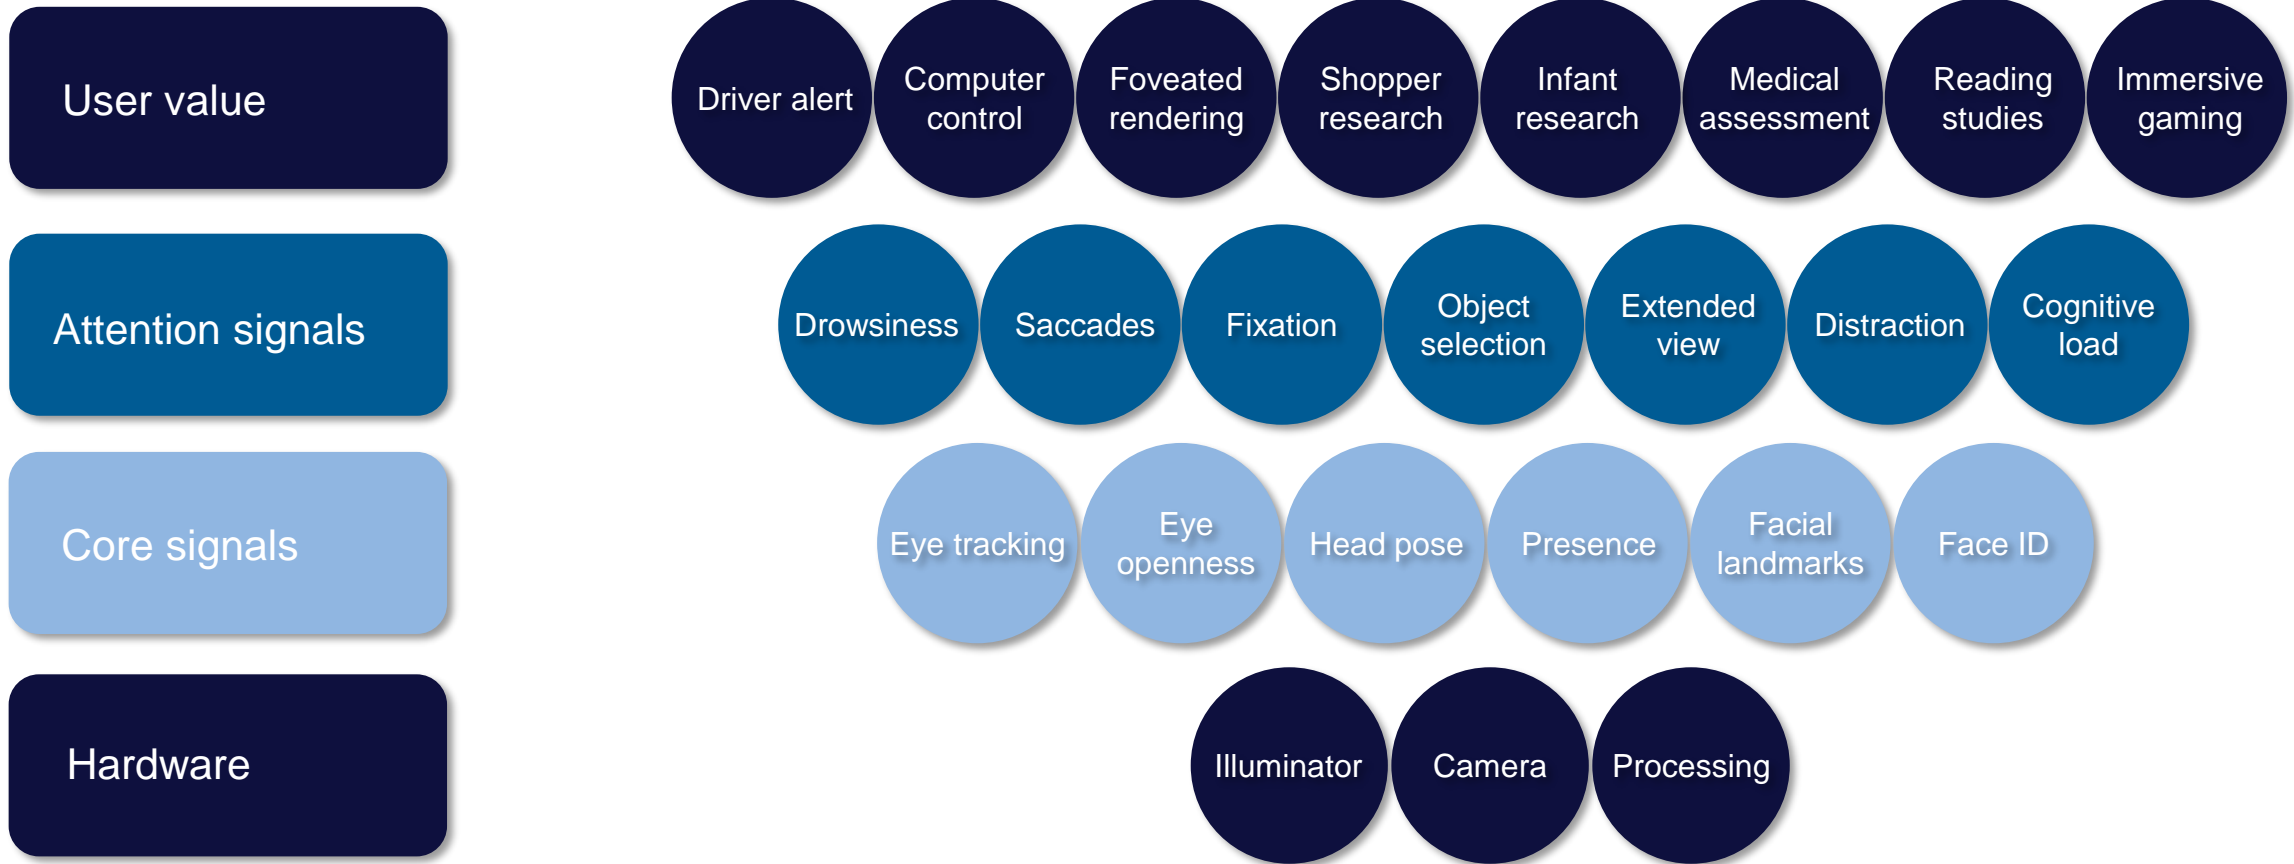 User value
Driver alert
Computer
control
Foveated
rendering
Shopper
research
Infant
research
Medical
assessment
Reading
studies
Immersive
gaming
Attention signals
Drowsiness
Saccades
Fixation
Object
selection
Extended
view
Distraction
Cognitive
load
Core signals
Eye tracking
Eye
openness
Head pose
Presence
Facial
landmarks
Face ID
Hardware
Illuminator
Camera
Processing